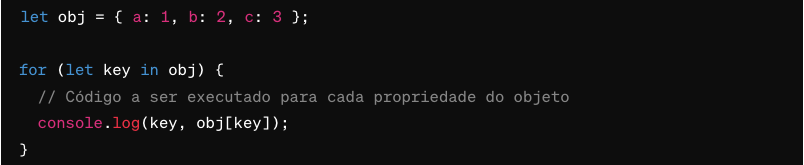 let obj = { a: 1, b: 2, c: 3 };
for (let key in obj) {
// Código a ser executado para cada propriedade do objeto
console.log(key, obj[key]);
}